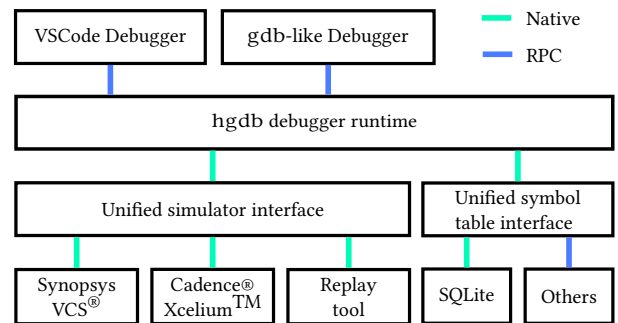 VSCode Debugger
gdb-like Debugger
Native
RPC
hgdb debugger runtime
Unified simulator interface
Unified symbol
table interface
Synopsys
VCS®
Cadence®
Xcelium™
Replay
tool
SQLite
Others